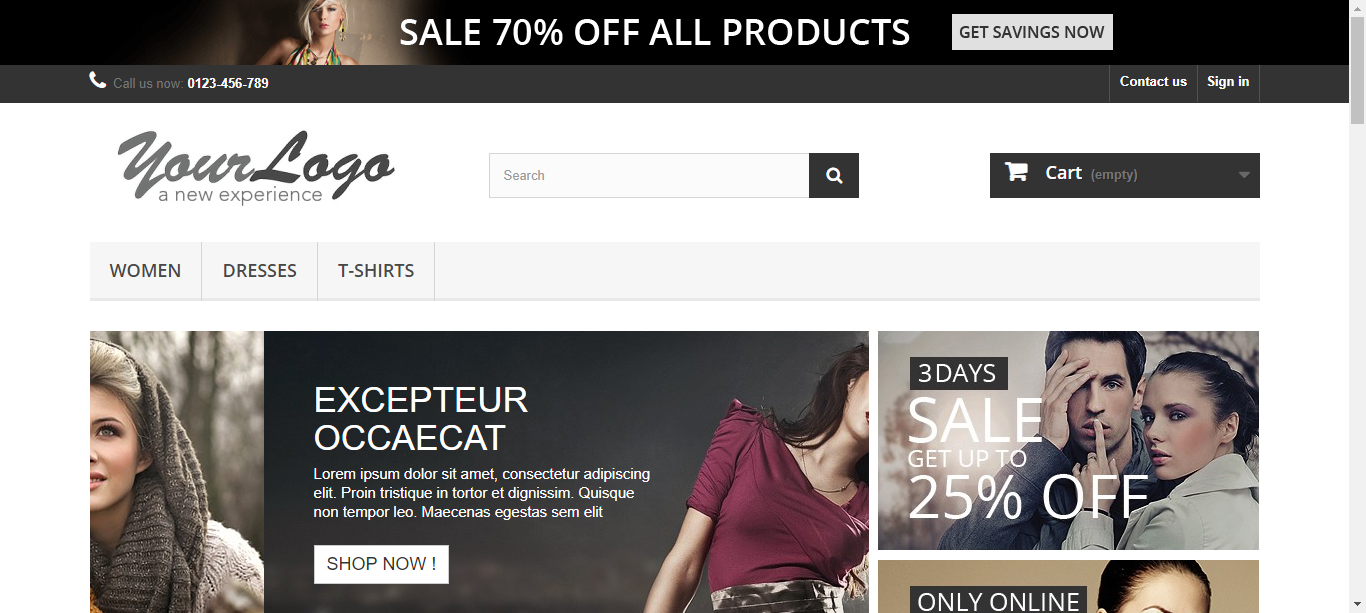 SALE 70% OFF ALL PRODUCTS
GET SAVINGS NOW
Call us now: 0123-456-789
Contact us
Sign in
YourLogo
a new experience
Search
Cart (empty)
WOMEN
DRESSES
T-SHIRTS
EXCEPTEUR
OCCAECAT
Lorem ipsum dolor sit amet, consectetur adipiscing
elit. Proin tristique in tortor et dignissim. Quisque
non tempor leo. Maecenas egestas sem elit
SHOP NOW !
3 DAYS
SALE
GET UP TO
25% OFF
ONLY ONLINE